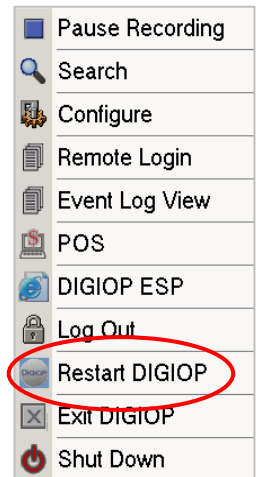 Pause Recording
Search
Configure
Remote Login
Event Log View
POS
DIGIOP ESP
Log Out
Restart DIGIOP
Exit DIGIOP
Shut Down